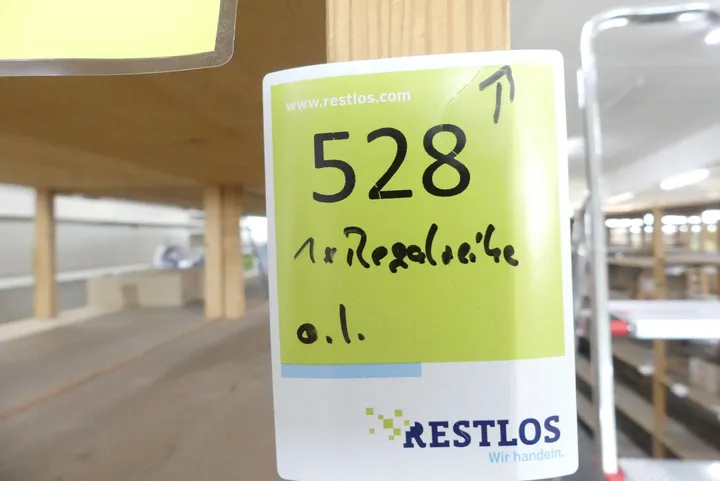 www.restlos.com
528
1x Regalreihe
o.l.
RESTLOS
Wir handeln.